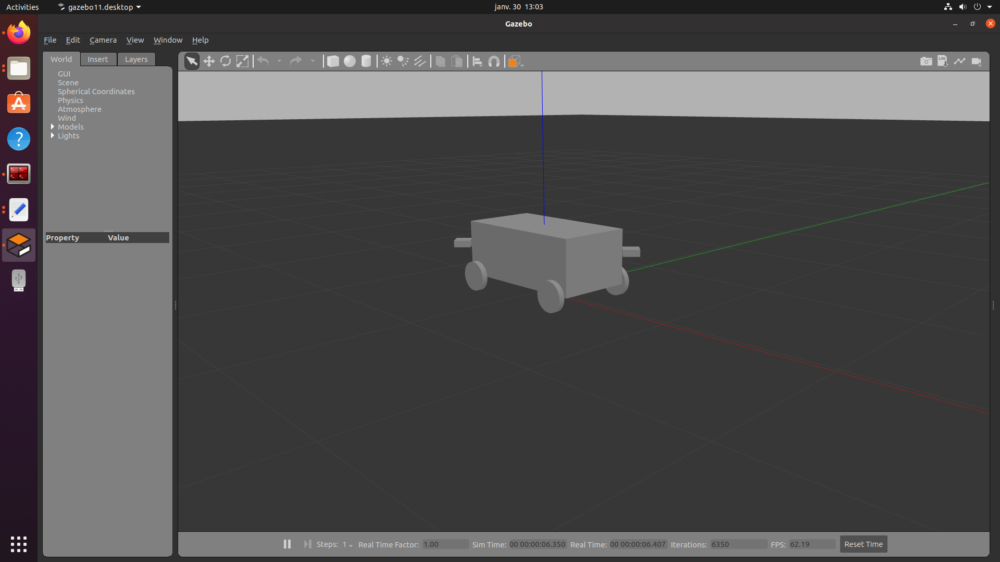 Activities gazebo11.desktop janv. 30 13:03
Gazebo
File Edit Camera View Window Help
World Insert Layers
LOG
GUI
Scene
Spherical Coordinates
Physics
Atmosphere
Wind
Models
Lights
Property Value
Steps: 1 Real Time Factor: 1.00 Sim Time: 00 00:00:06.350 Real Time: 00 00:00:06.407 Iterations: 6350 FPS: 62.19 Reset Time